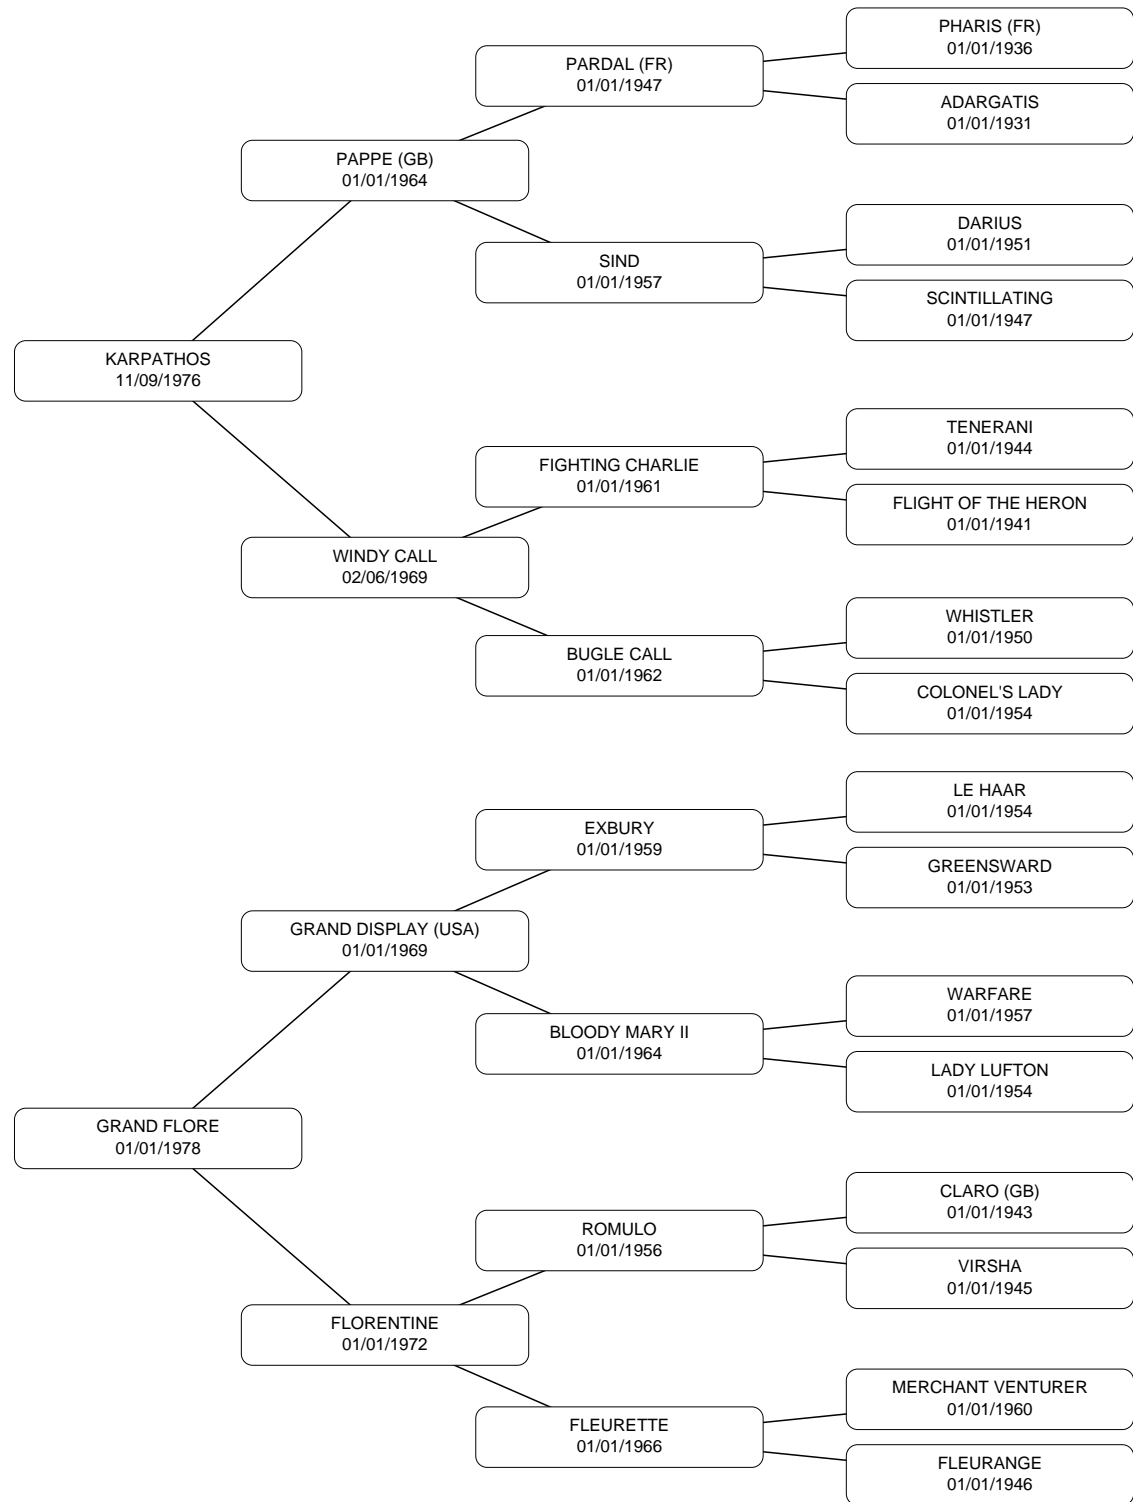 PHARIS (FR)
01/01/1936
PARDAL (FR)
01/01/1947
ADARGATIS
01/01/1931
PAPPE (GB)
01/01/1964
DARIUS
01/01/1951
SIND
01/01/1957
SCINTILLATING
01/01/1947
KARPATHOS
11/09/1976
TENERANI
01/01/1944
FIGHTING CHARLIE
01/01/1961
FLIGHT OF THE HERON
01/01/1941
WINDY CALL
02/06/1969
WHISTLER
01/01/1950
BUGLE CALL
01/01/1962
COLONEL'S LADY
01/01/1954
LE HAAR
01/01/1954
EXBURY
01/01/1959
GREENSWARD
01/01/1953
GRAND DISPLAY (USA)
01/01/1969
WARFARE
01/01/1957
BLOODY MARY II
01/01/1964
LADY LUFTON
01/01/1954
GRAND FLORE
01/01/1978
CLARO (GB)
01/01/1943
ROMULO
01/01/1956
VIRSHA
01/01/1945
FLORENTINE
01/01/1972
MERCHANT VENTURER
01/01/1960
FLEURETTE
01/01/1966
FLEURANGE
01/01/1946